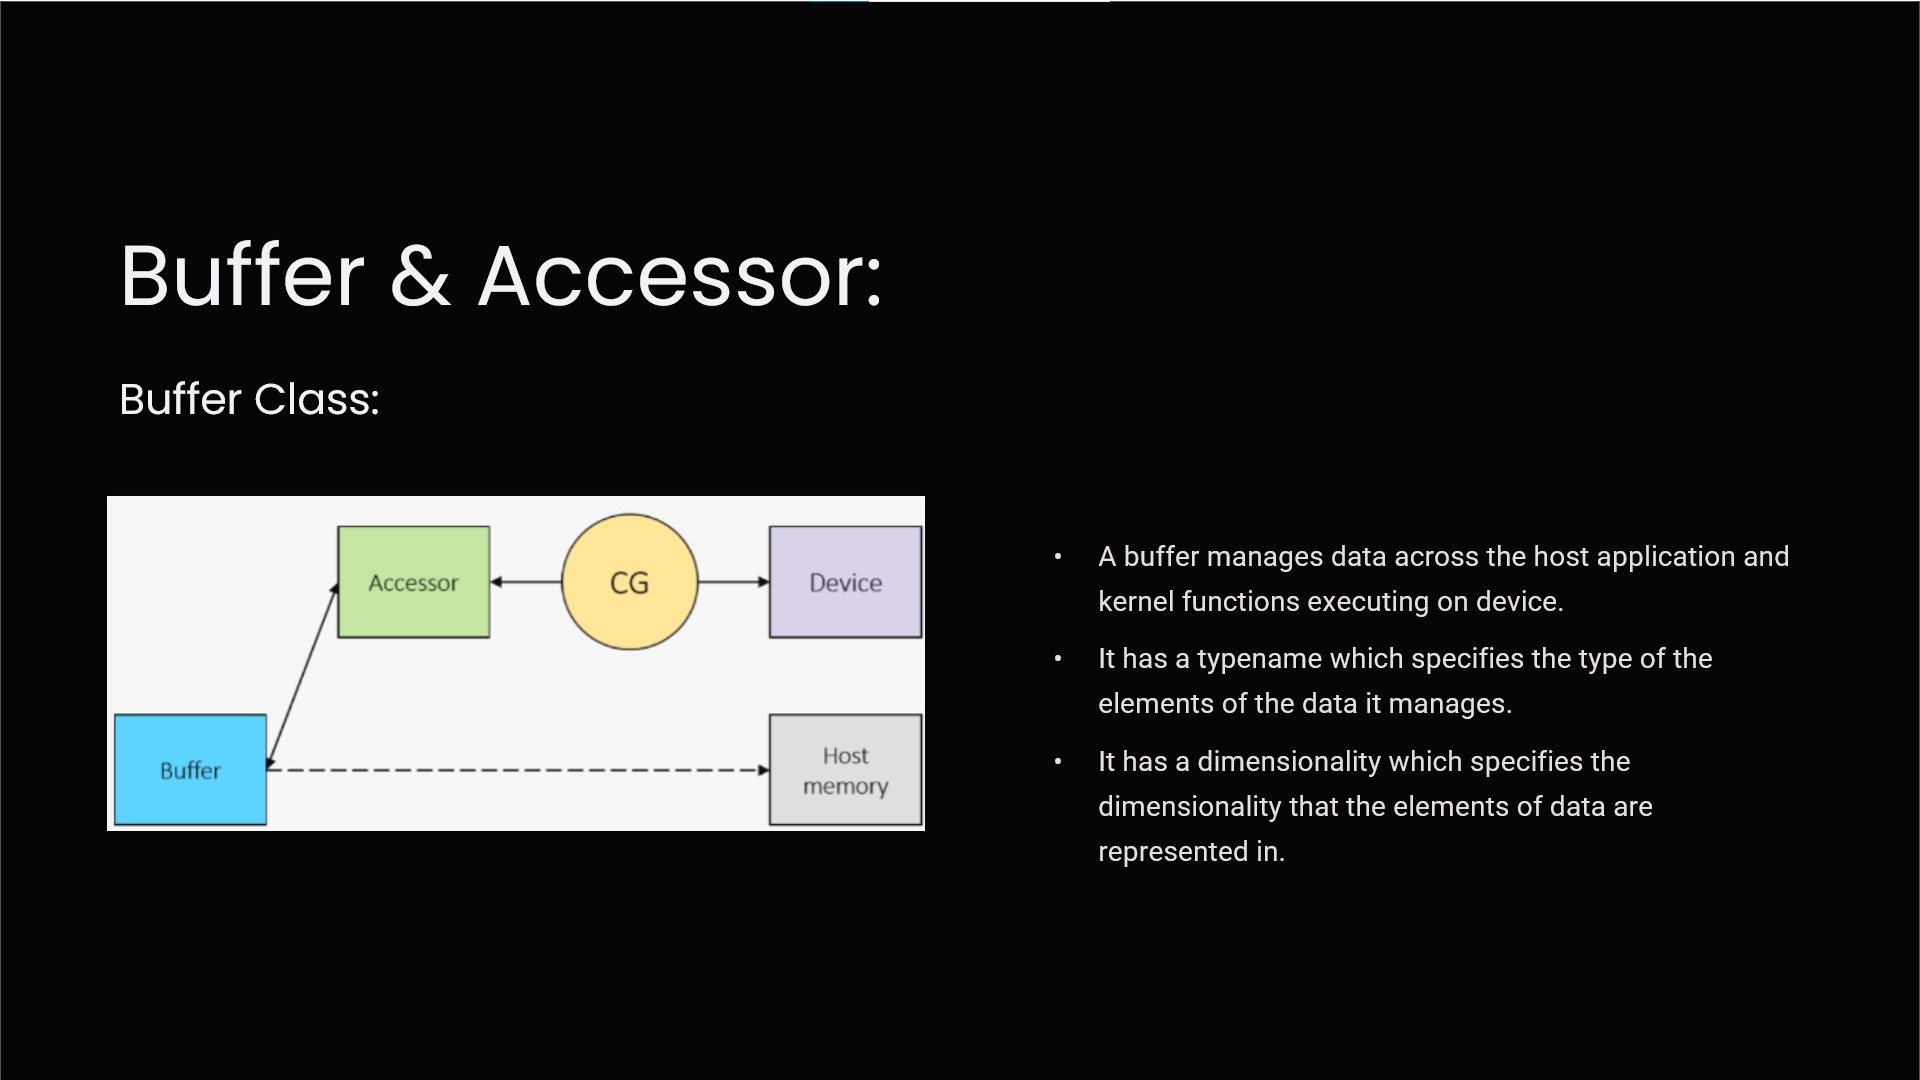 Buffer & Accessor:
Buffer Class:
Accessor
CG
Device
Buffer
Host
memory
• A buffer manages data across the host application and
kernel functions executing on device.
• It has a typename which specifies the type of the
elements of the data it manages.
• It has a dimensionality which specifies the
dimensionality that the elements of data are
represented in.